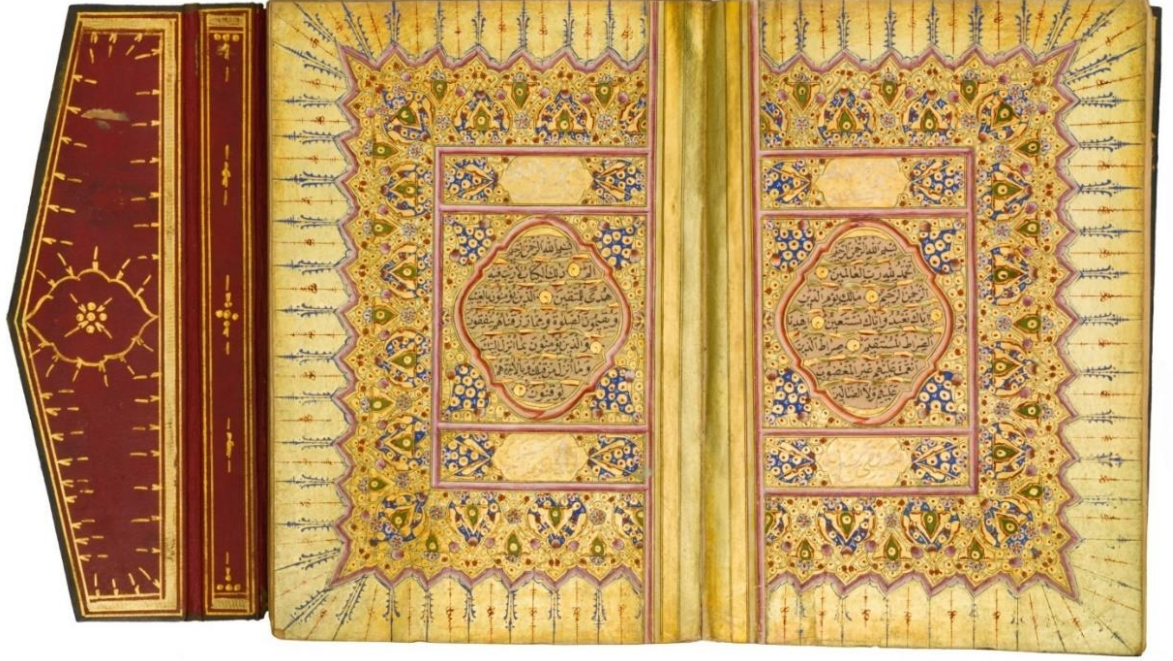 بسم الله الرحمن الرحيم
الحمد لله رب العالمين
الرحمن الرحيم مالك يوم الدين
اياك نعبد واياك نستعين اهدنا
الصراط المستقيم صراط الذين
انعمت عليهم غير المغضوب
عليهم ولا الضالين
بسم الله الرحمن الرحيم
الم ذلك الكتاب لا ريب فيه
هدى للمتقين الذين يؤمنون بالغيب
ويقيمون الصلوة ومما رزقناهم ينفقون
والذين يؤمنون بما انزل اليك
وما انزل من قبلك وبالاخرة هم
يوقنون